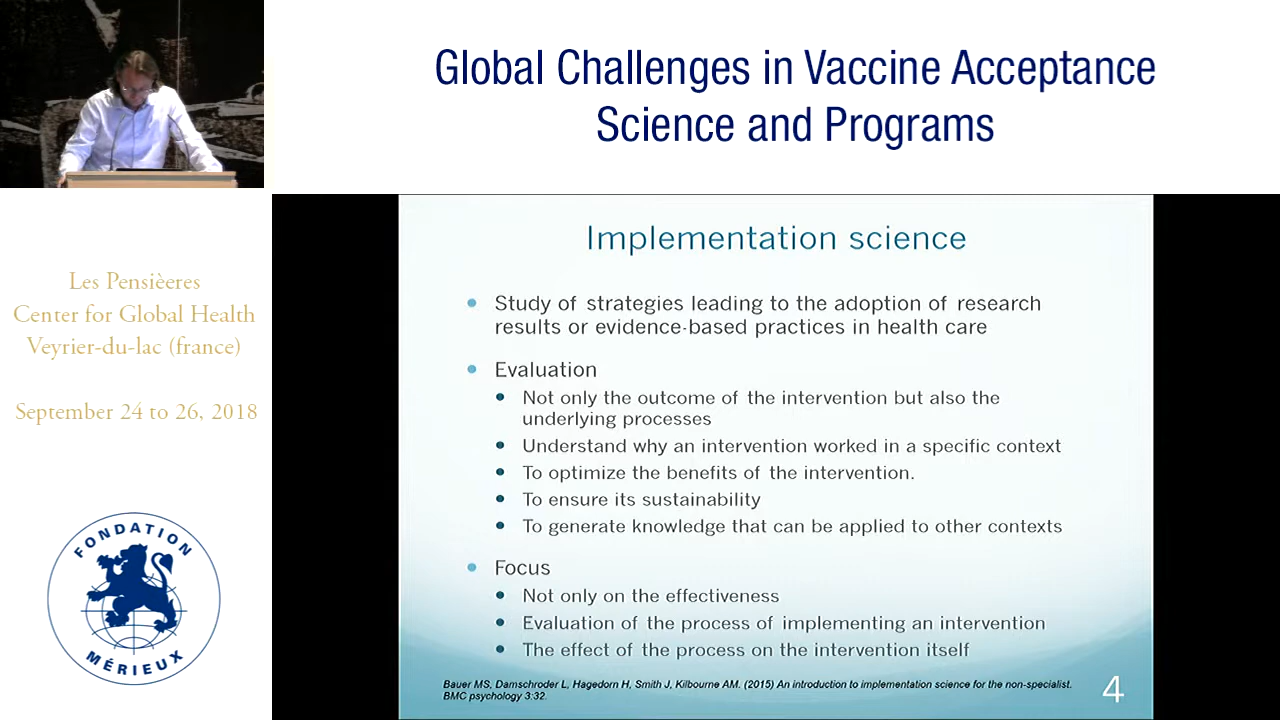 Global Challenges in Vaccine Acceptance
Science and Programs
Les Pensièeres
Center for Global Health
Veyrier-du-lac (france)
September 24 to 26, 2018
FONDATION
MÉRIEUX
Implementation science
Study of strategies leading to the adoption of research
results or evidence-based practices in health care
Evaluation
Not only the outcome of the intervention but also the
underlying processes
Understand why an intervention worked in a specific context
To optimize the benefits of the intervention.
To ensure its sustainability
To generate knowledge that can be applied to other contexts
Focus
Not only on the effectiveness
Evaluation of the process of implementing an intervention
The effect of the process on the intervention itself
Bauer MS, Damschroder L, Hagedorn H, Smith J, Kilbourne AM. (2015) An introduction to implementation science for the non-specialist.
BMC psychology 3:32.
4